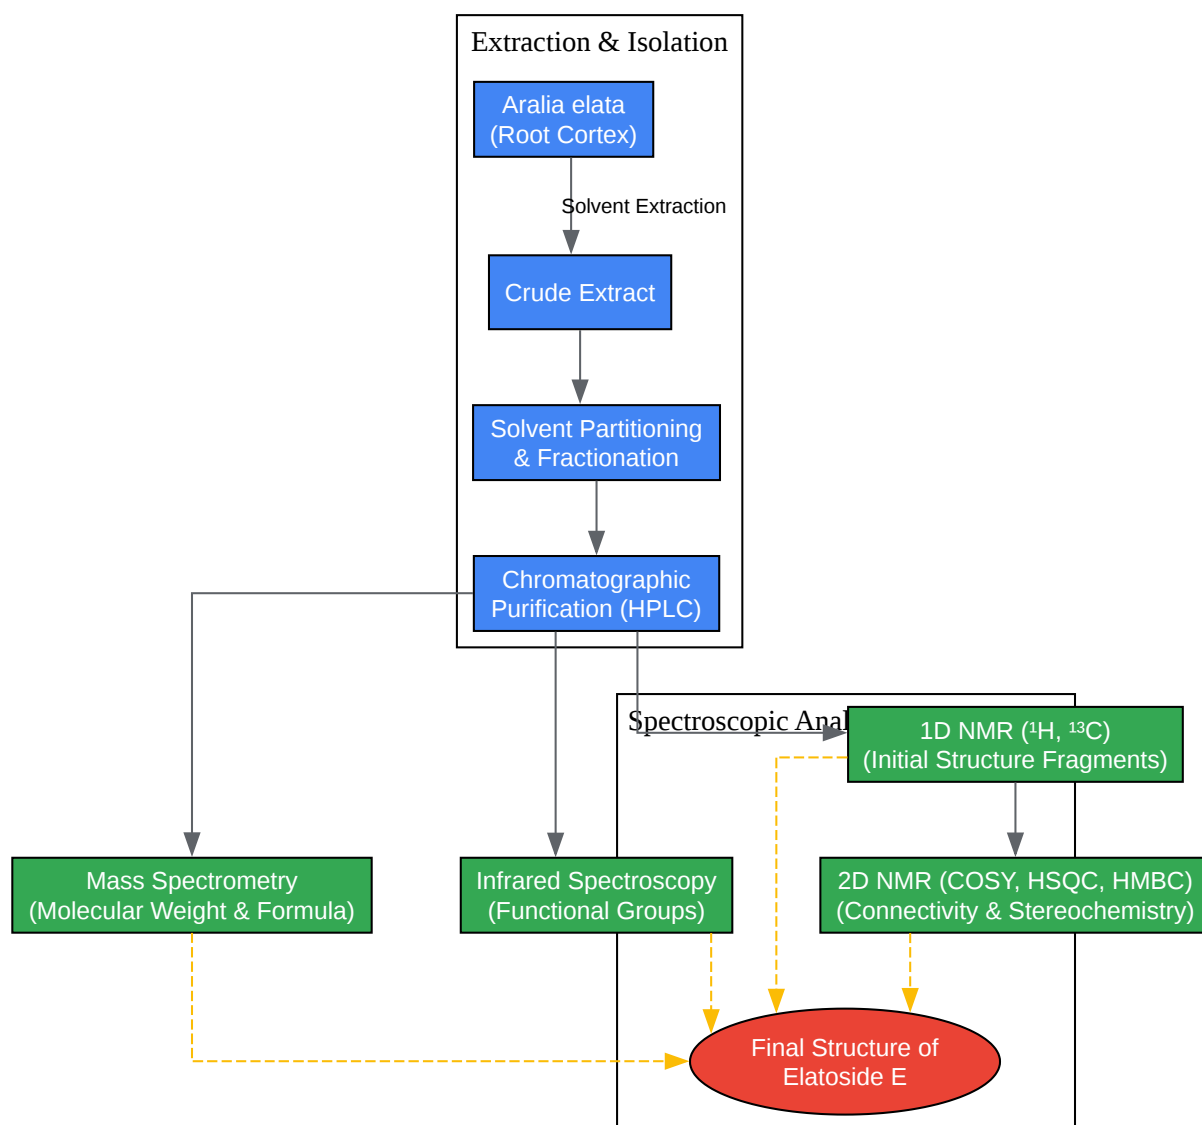 Extraction & Isolation
Aralia elata
(Root Cortex)
Solvent Extraction
Crude Extract
Solvent Partitioning
& Fractionation
Chromatographic
Purification (HPLC)
Spectroscopic
1D NMR (¹H, ¹³C)
(Initial Structure Fragments)
Mass Spectrometry
(Molecular Weight & Formula)
Infrared Spectroscopy
(Functional Groups)
2D NMR (COSY, HSQC, HMBC)
(Connectivity & Stereochemistry)
Final Structure of
Elatoside E